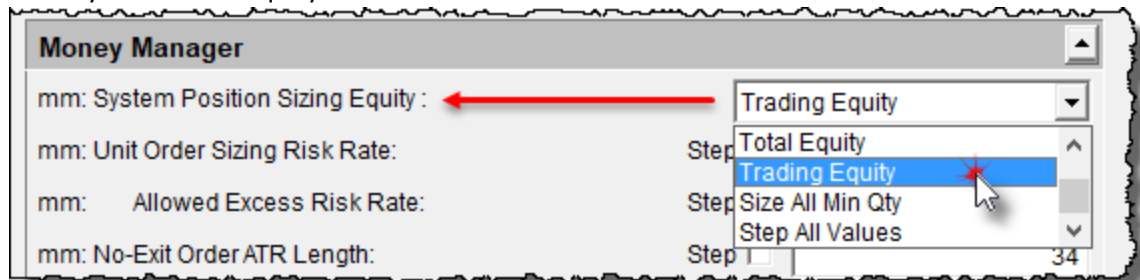 Money Manager
mm: System Position Sizing Equity :
Trading Equity
mm: Unit Order Sizing Risk Rate:
Step
Total Equity
Trading Equity
mm: Allowed Excess Risk Rate:
Step
Size All Min Qty
Step All Values
mm: No-Exit Order ATR Length:
Step
34